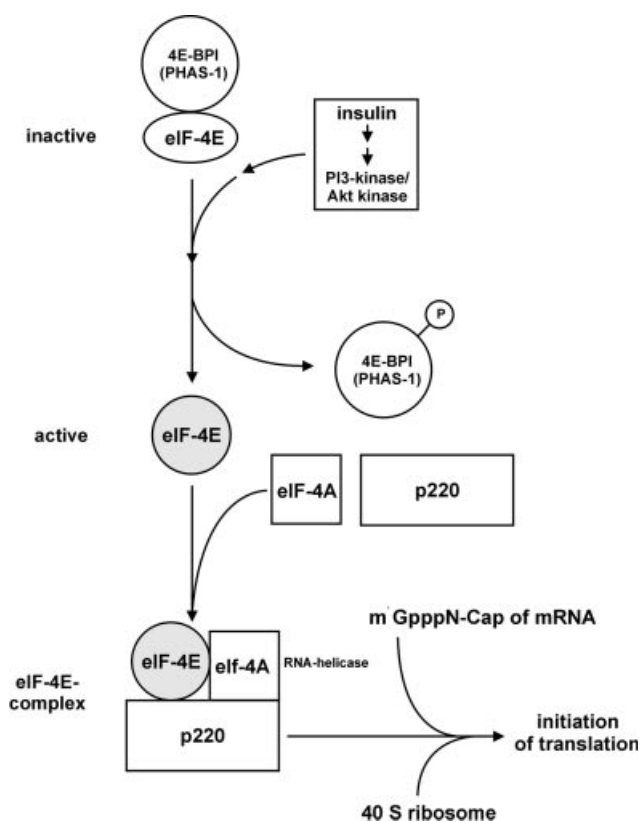 4E-BPI
(PHAS-1)
inactive
eIF-4E
insulin
PI3-kinase/
Akt kinase
P
4E-BPI
(PHAS-1)
active
eIF-4E
eIF-4A
p220
m GpppN-Cap of mRNA
eIF-4E
elf-4A
RNA-helicase
eIF-4E-
complex
p220
initiation
of translation
40 S ribosome